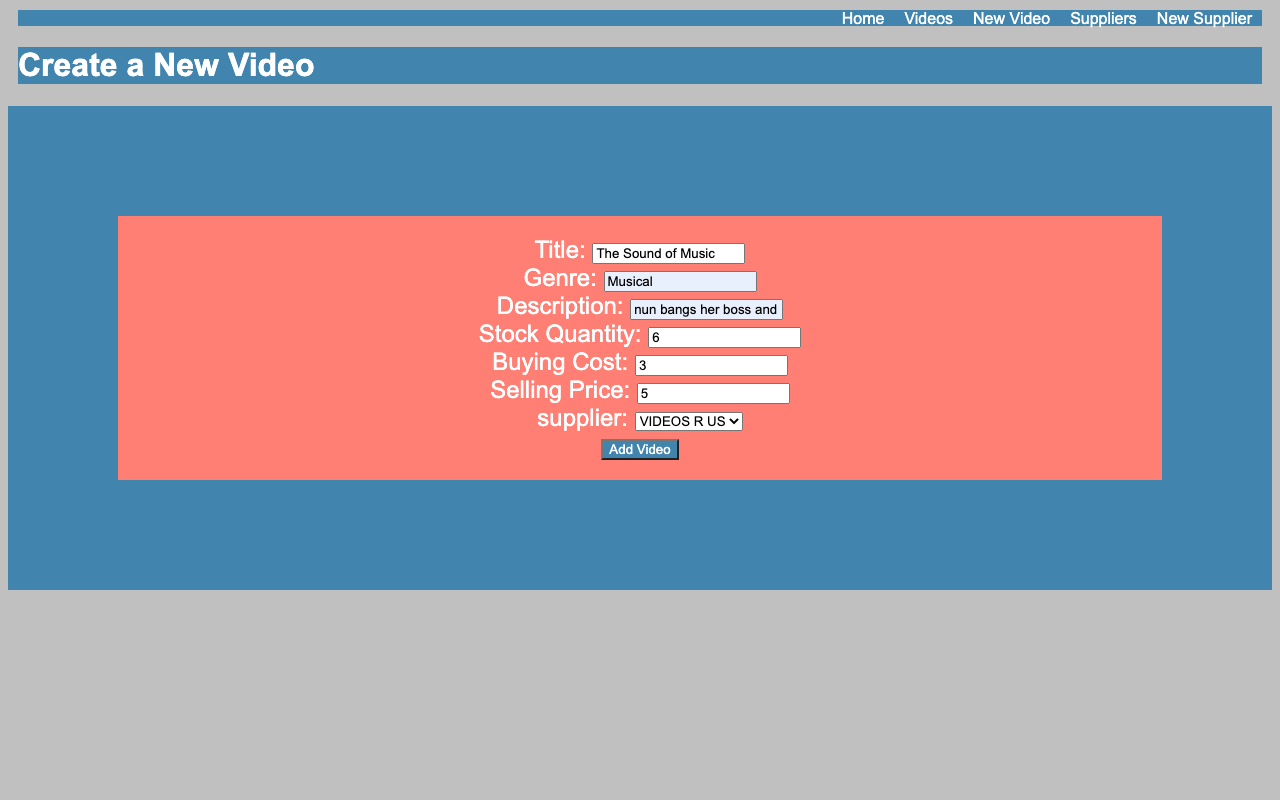 Home Videos New Video Suppliers New Supplier
Create a New Video
Title: The Sound of Music
Genre: Musical
Description: nun bangs her boss and
Stock Quantity: 6
Buying Cost: 3
Selling Price: 5
supplier: VIDEOS R US
Add Video